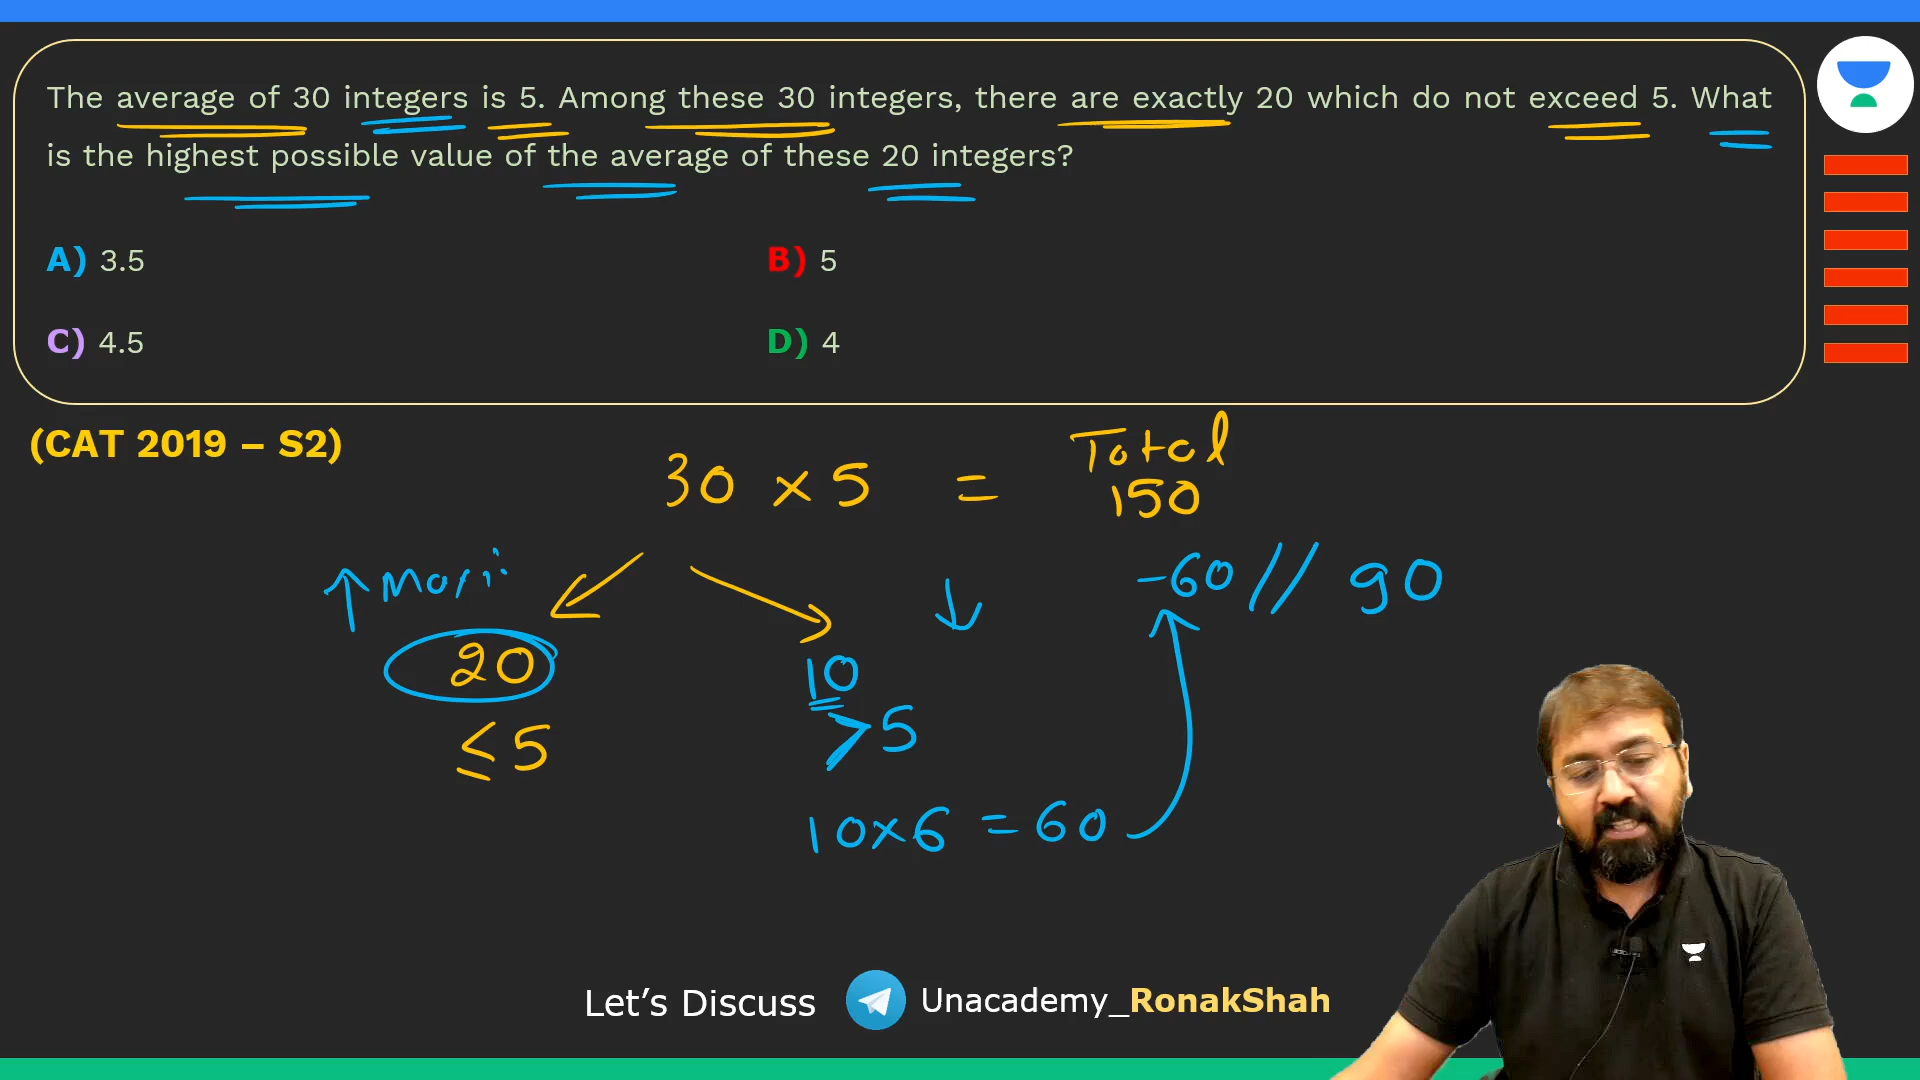 The average of 30 integers is 5. Among these 30 integers, there are exactly 20 which do not exceed 5. What
is the highest possible value of the average of these 20 integers?
A) 3.5
B) 5
C) 4.5
D) 4
(CAT 2019 – S2)
Total
30 × 5 = 150
-60 // 90
20
10
≤ 5
> 5
10×6 = 60
Let's Discuss Unacademy_RonakShah